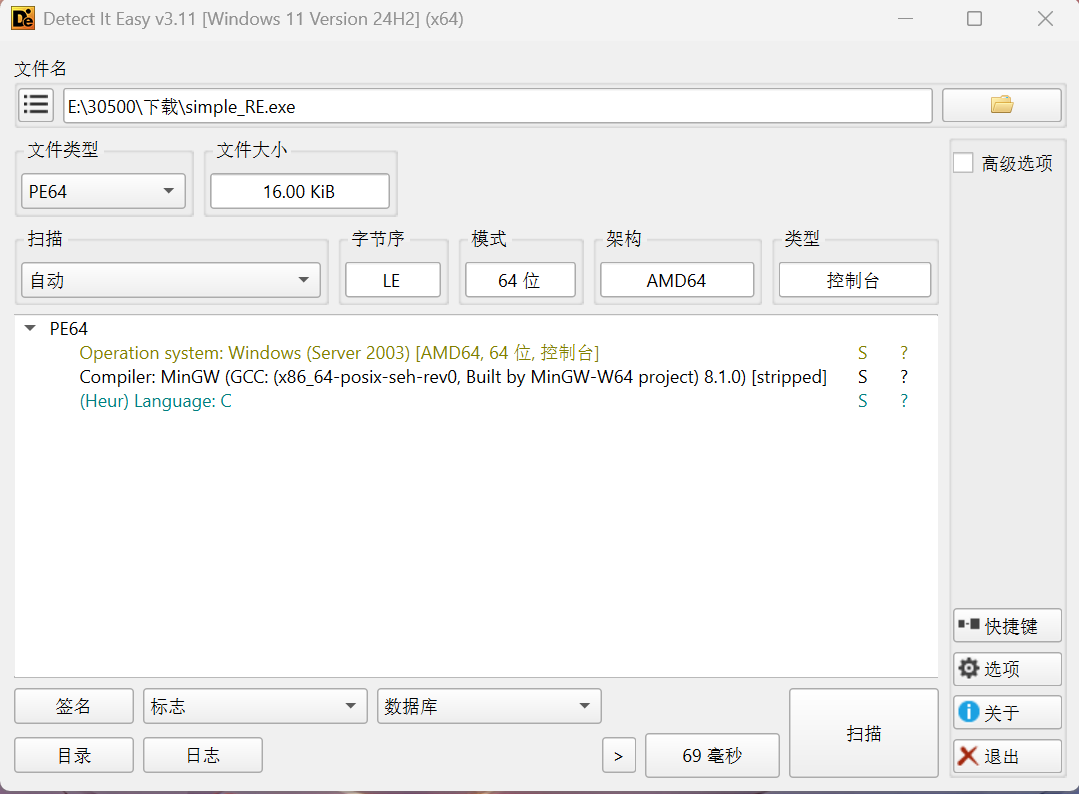 Detect It Easy v3.11 [Windows 11 Version 24H2] (x64)
文件名
E:\30500\下载\simple_RE.exe
文件类型
文件大小
PE64
16.00 KiB
高级选项
扫描
字节序
模式
架构
类型
自动
LE
64 位
AMD64
控制台
PE64
Operation system: Windows (Server 2003) [AMD64, 64 位, 控制台]
S
?
Compiler: MinGW (GCC: (x86_64-posix-seh-rev0, Built by MinGW-W64 project) 8.1.0) [stripped]
S
?
(Heur) Language: C
S
?
快捷键
选项
关于
退出
签名
标志
数据库
扫描
目录
日志
>
69 毫秒